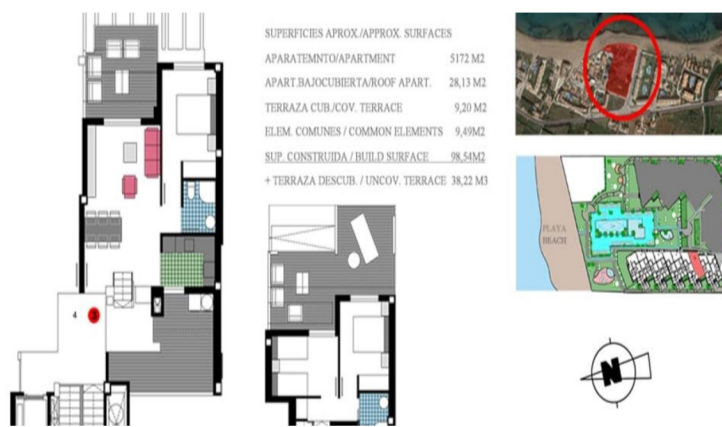 SUPERFICIES APROX./APPROX. SURFACES
APARATEMNTO/APARTMENT 5172 M2
APART.BAJOCUBIERTA/ROOF APART. 28,13 M2
TERRAZA CUB./COV. TERRACE 9,20 M2
ELEM. COMUNES / COMMON ELEMENTS 9,49M2
SUP. CONSTRUIDA / BUILD SURFACE 98,54M2
+ TERRAZA DESCUB. / UNCOV. TERRACE 38,22 M3
PLAYA
BEACH
4 3
N